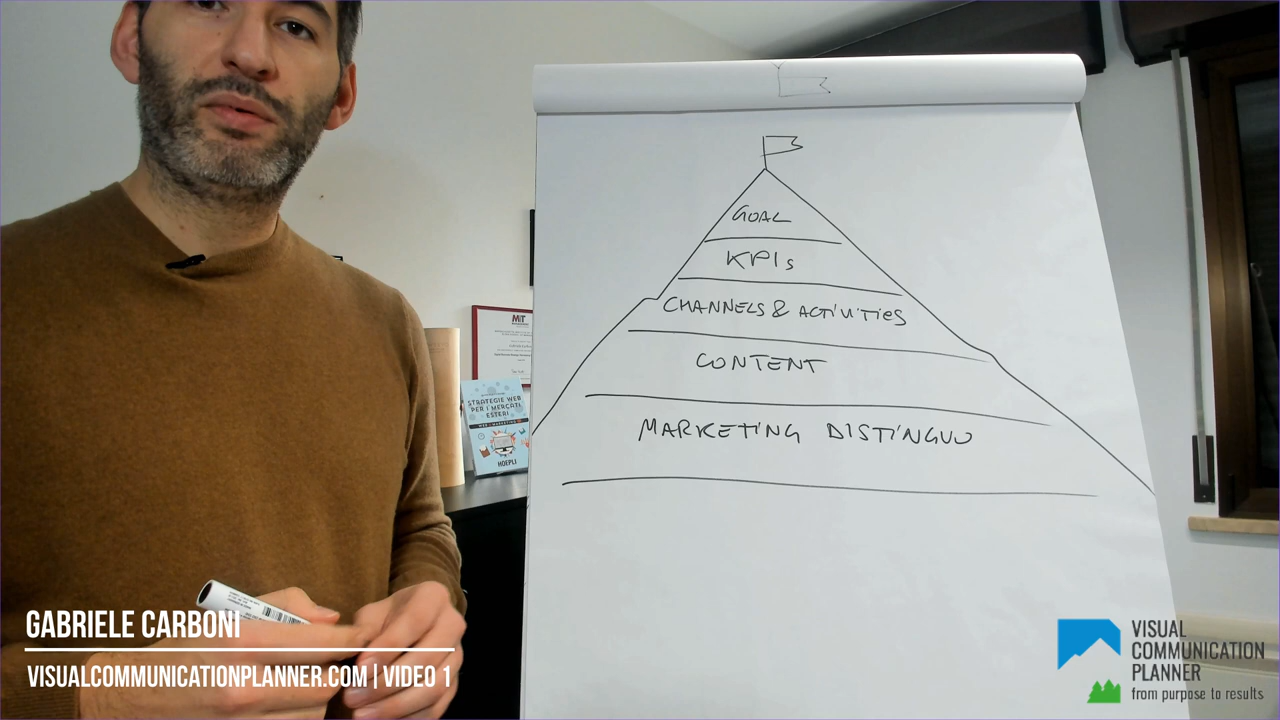 GOAL
KPIs
CHANNELS & ACTIVITIES
CONTENT
MARKETING DISTINGUO
MIT
STRATEGIE WEB
PER I MERCATI
ESTERI
HOEPLI
GABRIELE CARBONI
VISUALCOMMUNICATIONPLANNER.COM | VIDEO 1
VISUAL
COMMUNICATION
PLANNER
from purpose to results